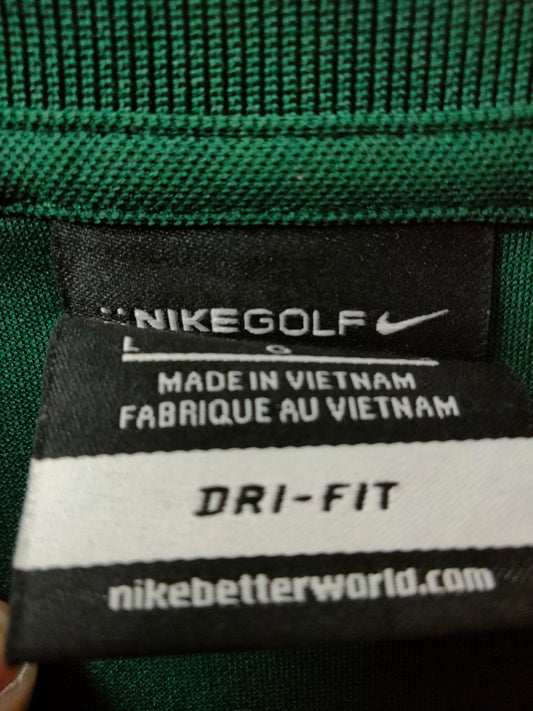 NIKEGOLF
L G
MADE IN VIETNAM
FABRIQUE AU VIETNAM
DRI-FIT
nikebetterworld.com